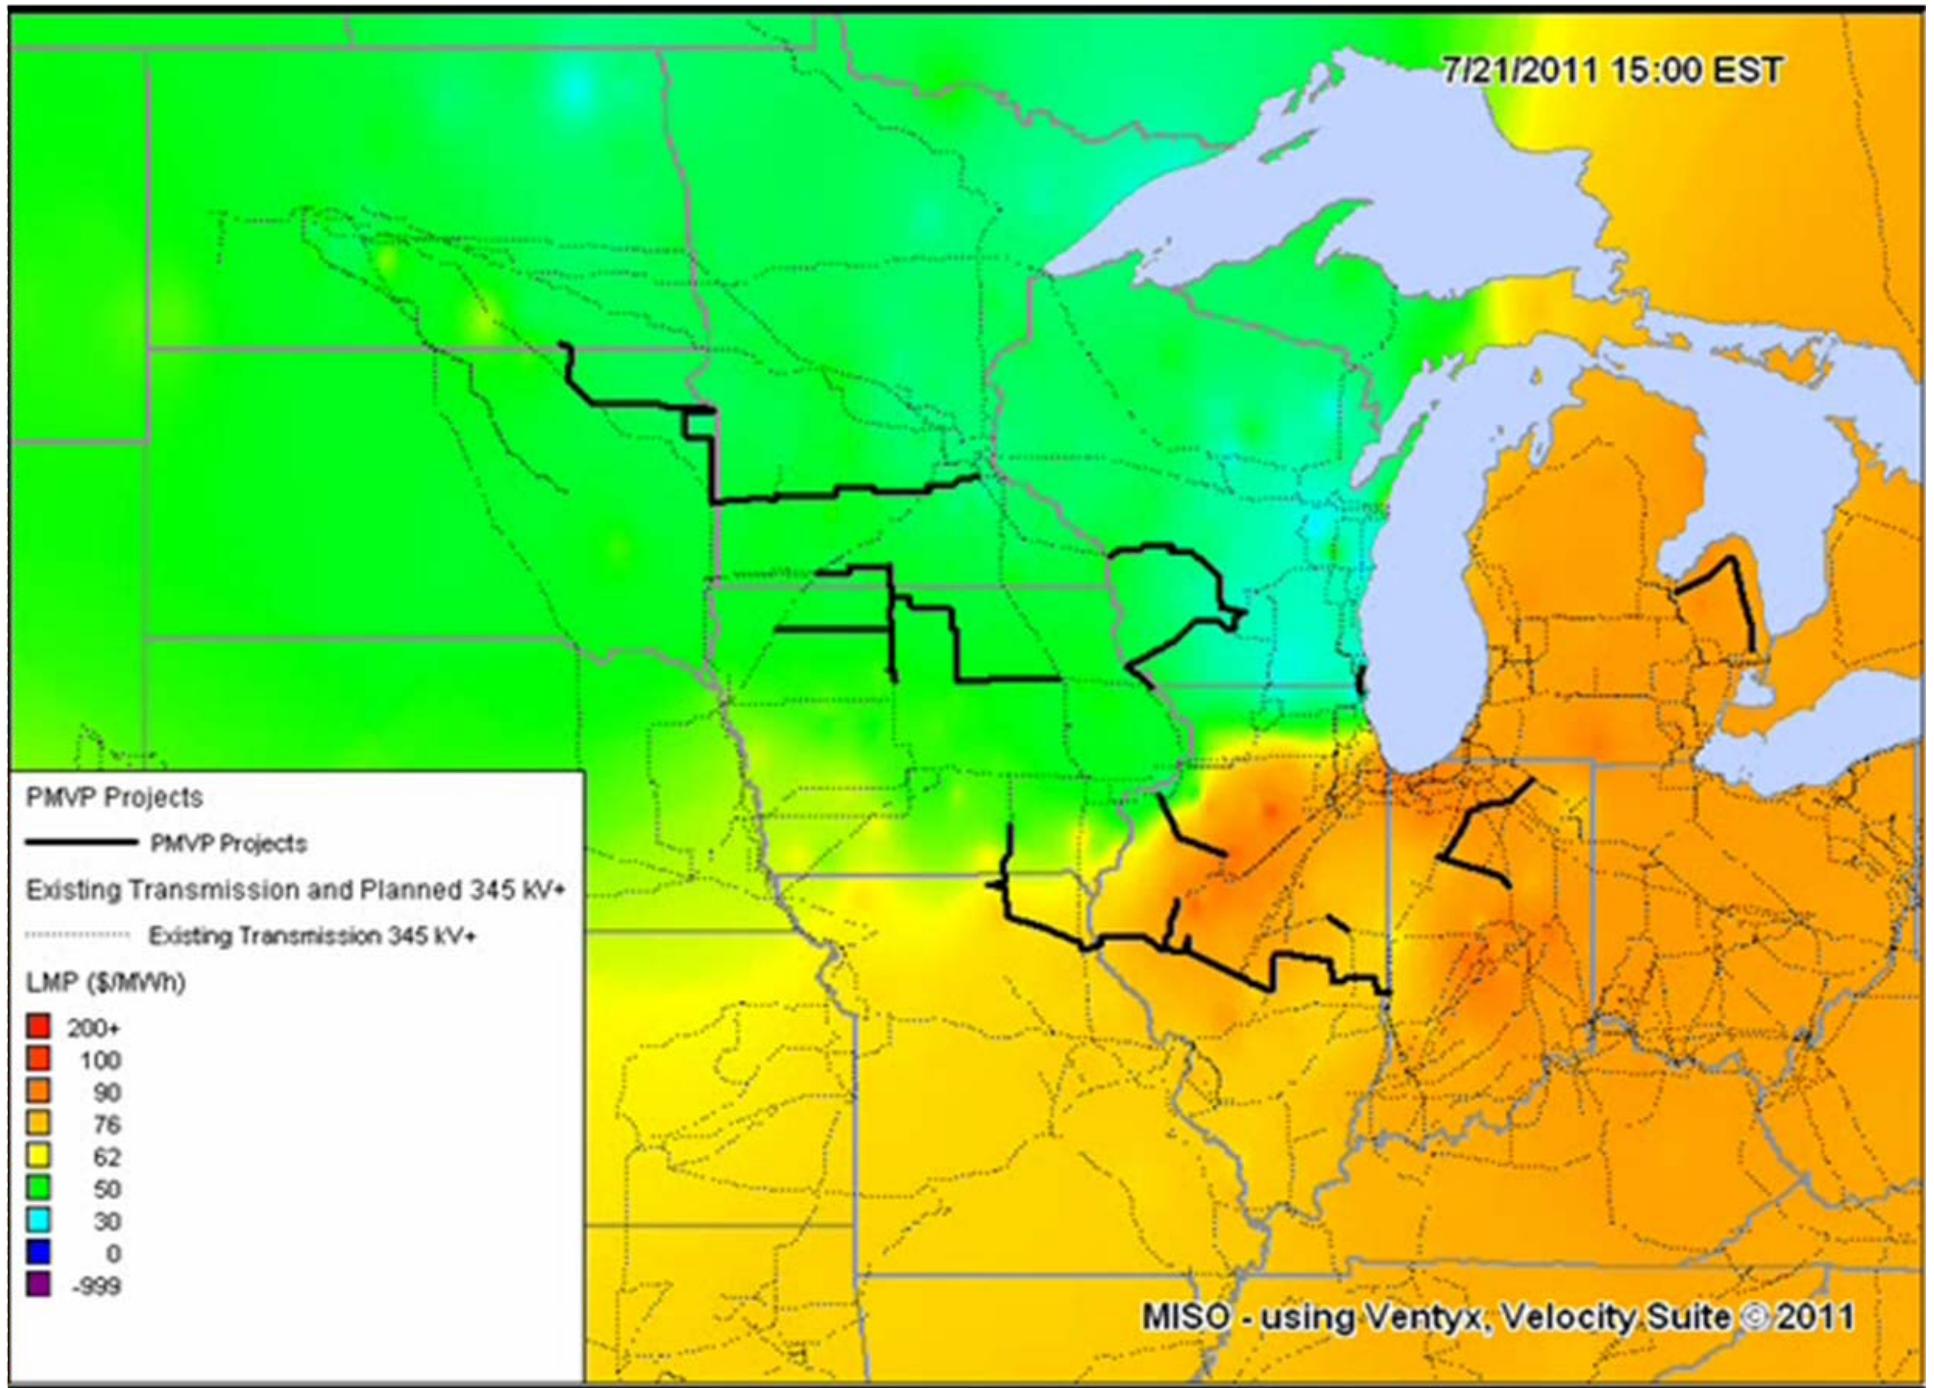 7/21/2011 15:00 EST
PMVP Projects
PMVP Projects
Existing Transmission and Planned 345 kV+
Existing Transmission 345 kV+
LMP ($/MWh)
200+
100
90
76
62
50
30
0
-999
MISO - using Ventyx, Velocity Suite © 2011